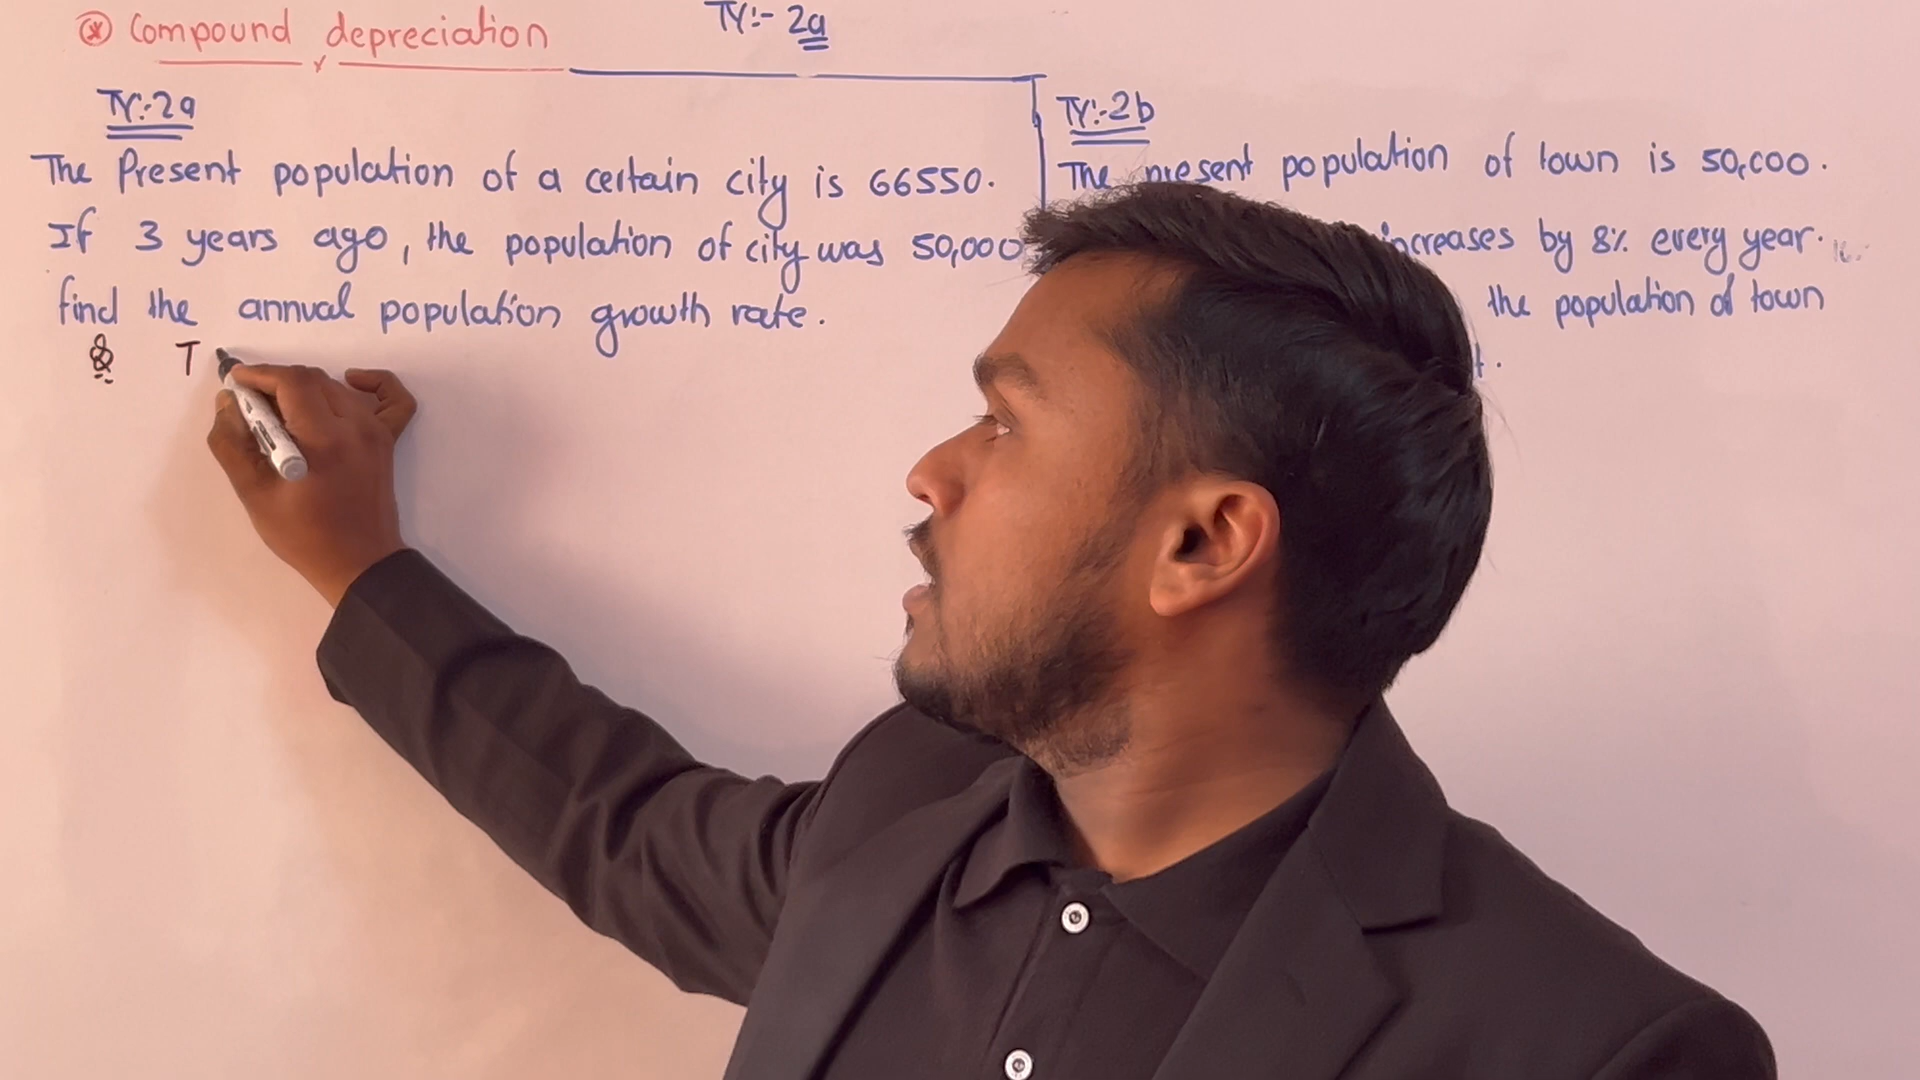 Compound depreciation
TY:- 2a
TY:-2a
The Present population of a certain city is 66550.
If 3 years ago, the population of city was 50,000
find the annual population growth rate.
T
TY:-2b
The present population of town is 50,000.
increases by 8% every year.
the population of town